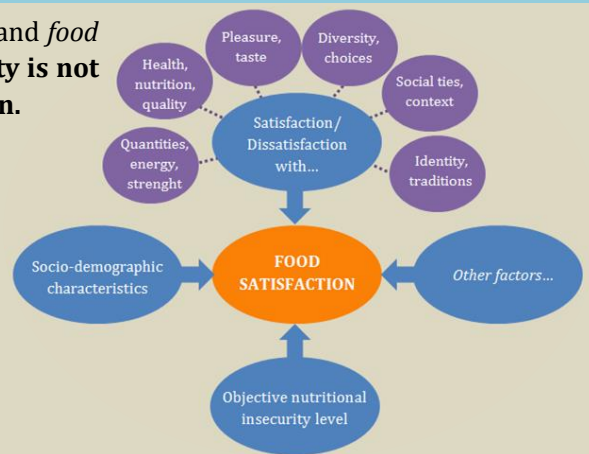 and food
ty is not
n.
Pleasure,
taste
Diversity,
choices
Health,
nutrition,
quality
Social ties,
context
Quantities,
energy,
strenght
Satisfaction/
Dissatisfaction
with...
Identity,
traditions
Socio-demographic
characteristics
FOOD
SATISFACTION
Other factors...
Objective nutritional
insecurity level